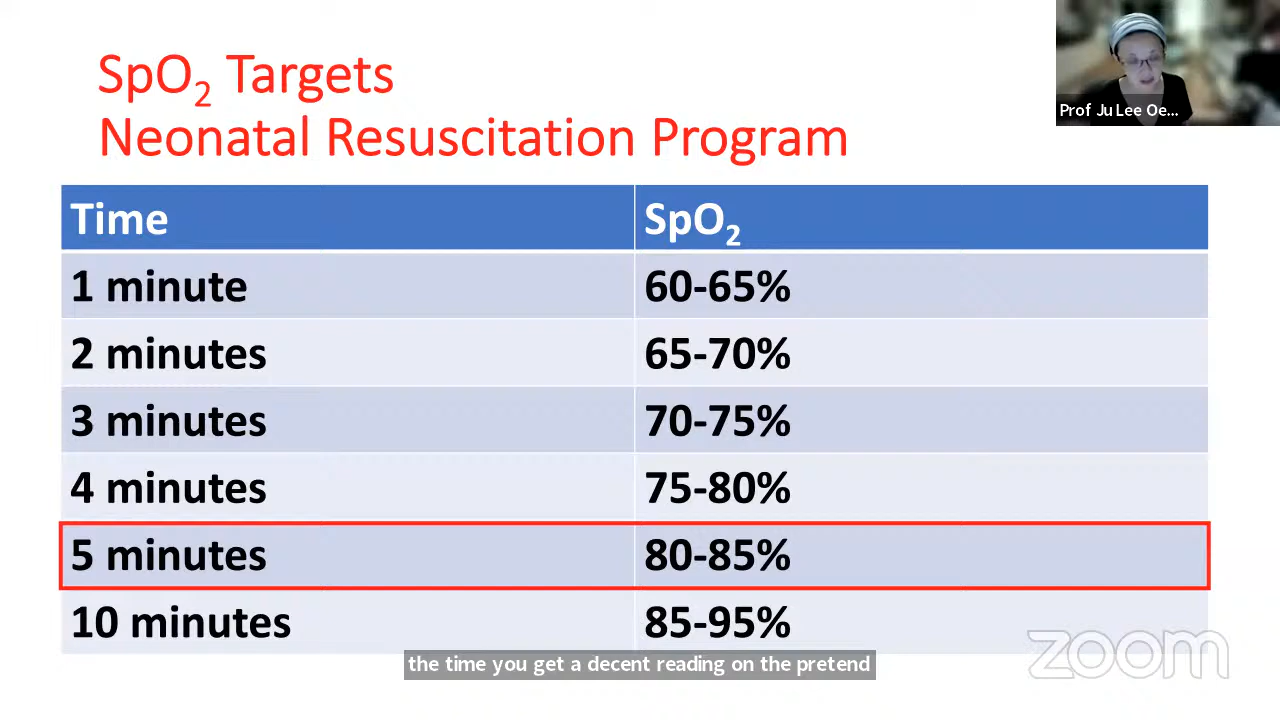 SpO2 Targets
Neonatal Resuscitation Program
Prof Ju Lee Oe...
Time SpO2
1 minute 60-65%
2 minutes 65-70%
3 minutes 70-75%
4 minutes 75-80%
5 minutes 80-85%
10 minutes 85-95%
zoom
the time you get a decent reading on the pretend